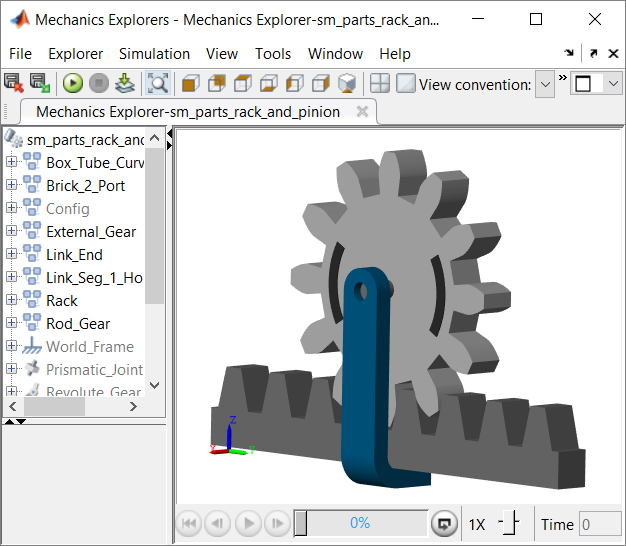 Mechanics Explorers - Mechanics Explorer-sm_parts_rack_an...
File Explorer Simulation View Tools Window Help
View convention:
Mechanics Explorer-sm_parts_rack_and_pinion
sm_parts_rack_and
Box_Tube_Curv
Brick_2_Port
Config
External_Gear
Link_End
Link_Seg_1_Ho
Rack
Rod_Gear
World_Frame
Prismatic_Joint
Revolute_Gear
Z
X Y
0% 1X Time 0